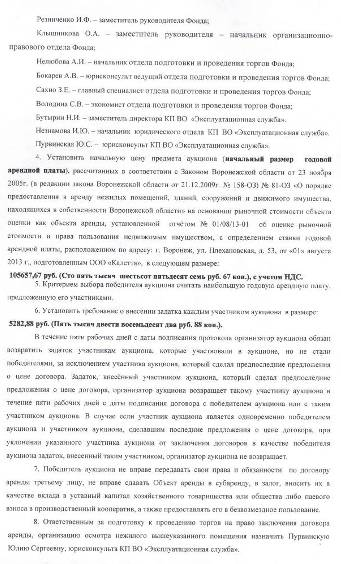 Резниченко И.Ф. – заместитель руководителя Фонда;
Клышникова О.А. – заместитель руководителя – начальник организационно-
правового отдела Фонда;
Нелюбова А.И. – начальник отдела подготовки и проведения торгов Фонда;
Бокарев А.В. – юрисконсульт ведущий отдела подготовки и проведения торгов Фонда;
Сахно З.Е. – главный специалист отдела подготовки и проведения торгов Фонда;
Володина С.В. – экономист отдела подготовки и проведения торгов Фонда;
Бутырин Н.И. – заместитель директора КП ВО «Эксплуатационная служба».
Незнамова И.Ю. – начальник юридического отдела КП ВО «Эксплуатационная служба».
Пурвинская Ю.С. – юрисконсульт КП ВО «Эксплуатационная служба».
4. Установить начальную цену предмета аукциона (начальный размер годовой
арендной платы), рассчитанных в соответствии с Законом Воронежской области от 23 ноября
2005г. (в редакции закона Воронежской области от 21.12.2009г. № 158-ОЗ) № 81-ОЗ «О порядке
предоставления в аренду нежилых помещений, зданий, сооружений и движимого имущества,
находящихся в собственности Воронежской области» на основании рыночной стоимости объекта
оценки как объекта аренды, установленной отчётом № 01/08/13-01 об оценке рыночной
стоимости и права пользования недвижимым имуществом, с определением ставки годовой
арендной платы, расположенном по адресу: г. Воронеж, ул. Плехановская, д. 53, от «01» августа
2013 г., подготовленным ООО в следующем размере:
105657,67 руб. (Сто пять тысяч шестьсот пятьдесят семь руб. 67 коп.), с учетом НДС.
5. Критерием выбора победителя аукциона считать наибольшую годовую арендную плату,
предложенную его участниками.
6. Установить требование о внесении задатка каждым участником аукциона в размере:
5282,88 руб. (Пять тысяч двести восемьдесят два руб. 88 коп.).
В течение пяти рабочих дней с даты подписания протокола организатор аукциона обязан
возвратить задаток участникам аукциона, которые участвовали в аукционе, но не стали
победителями, за исключением участника аукциона, который сделал предпоследнее предложения
о цене договора. Задаток, внесённый участником аукциона, который сделал предпоследние
предложения о цене договора, организатор аукциона возвращает такому участнику аукциона в
течение пяти рабочих дней с даты подписания договора с победителем аукциона или с таким
участником аукциона. В случае если участник аукциона является одновременно победителем
аукциона и участником аукциона, сделавшим последнее предложение о цене договора, при
уклонении указанного участника аукциона от заключения договоров в качестве победителя
аукциона задаток, внесенный таким участником, организатор аукциона не возвращает.
7. Победитель аукциона не вправе передавать свои права и обязанности по договору
аренды третьему лицу, не вправе сдавать Объект аренды в субаренду, в залог, вносить их в
качестве вклада в уставный капитал хозяйственного товарищества или общества либо паевого
взноса в производственный кооператив, а также предоставлять его в безвозмездное пользование.
8. Ответственным за подготовку к проведению торгов на право заключения договора
аренды, организацию осмотра нежилого вышеуказанного помещения назначить Пурвинскую
Юлию Сергеевну, юрисконсульта КП ВО «Эксплуатационная служба».